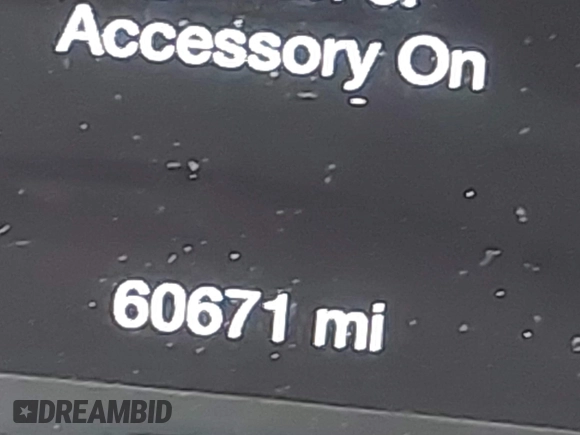 Accessory On
60671 mi
DREAMBID